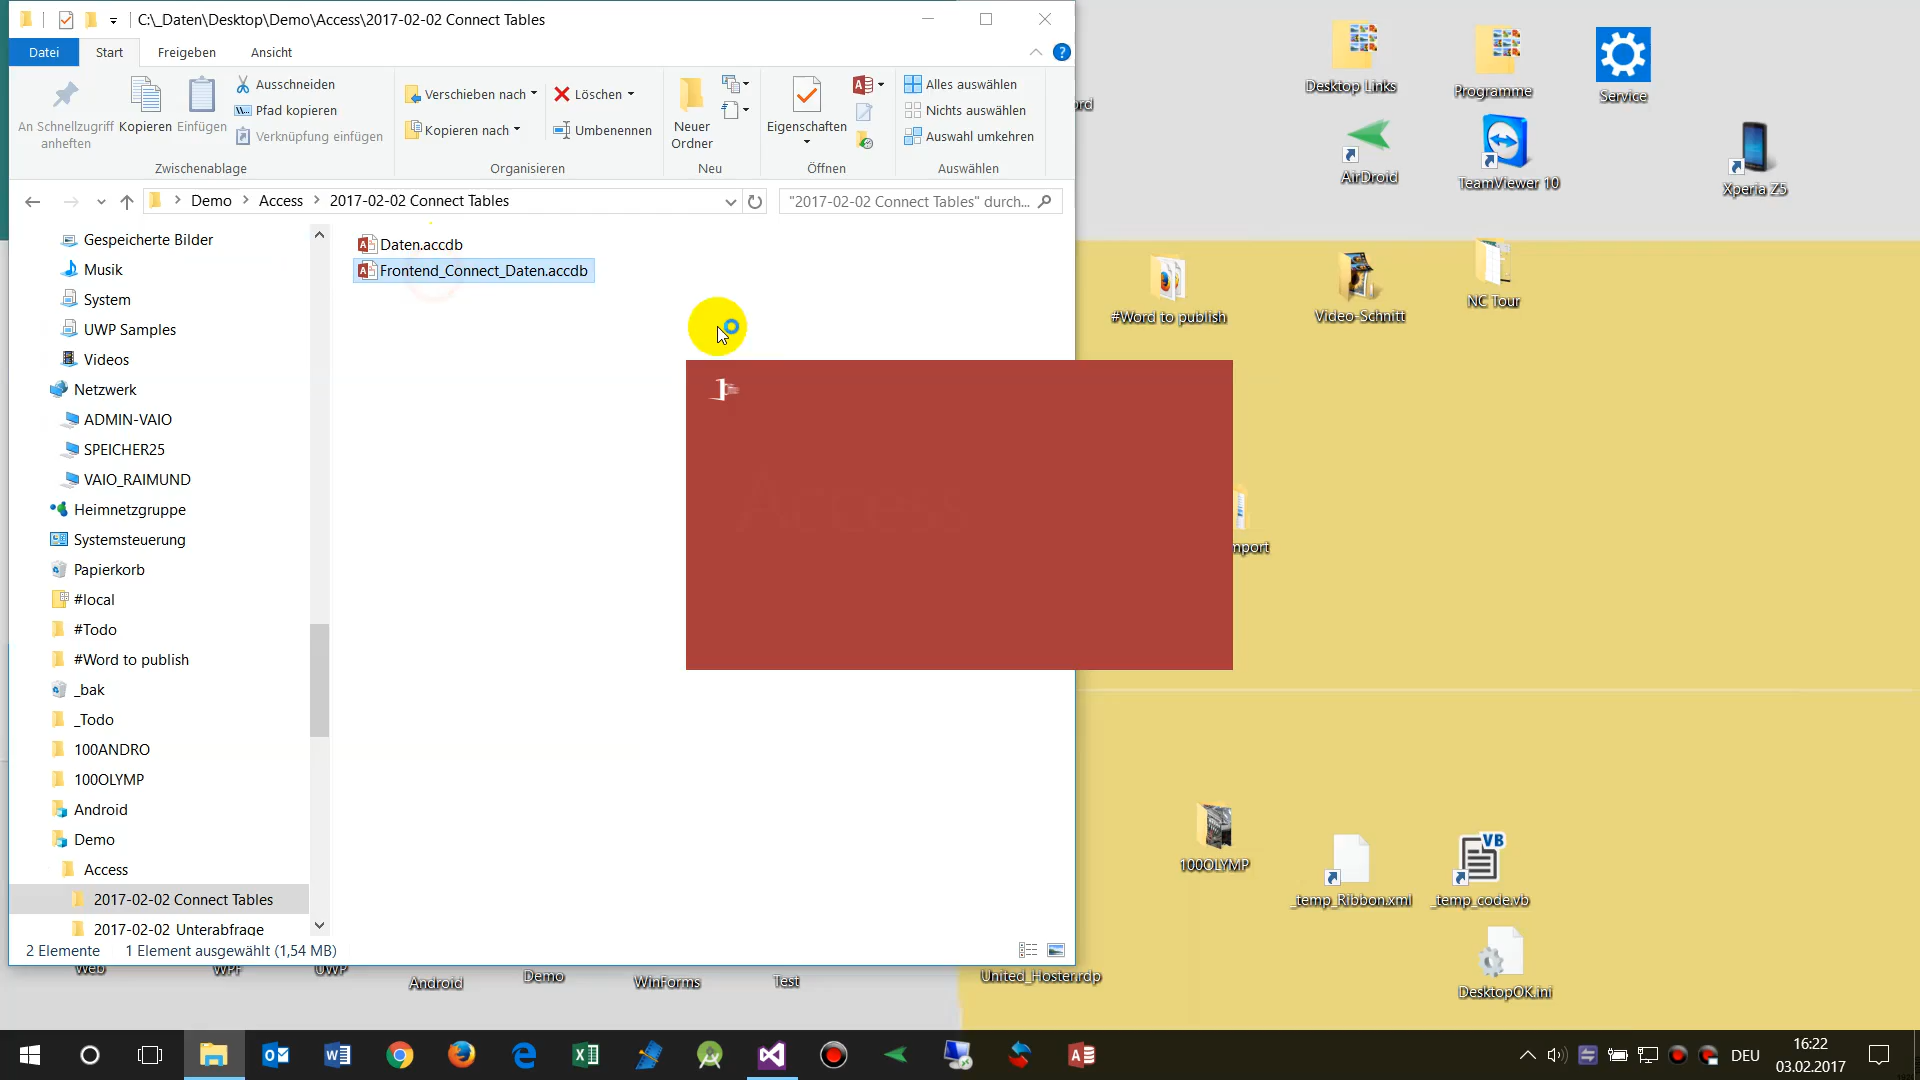 C:\_Daten\Desktop\Demo\Access\2017-02-02 Connect Tables
Datei Start Freigeben Ansicht
An Schnellzugriff anheften
Kopieren
Einfügen
Ausschneiden
Pfad kopieren
Verknüpfung einfügen
Zwischenablage
Verschieben nach
Kopieren nach
Löschen
Umbenennen
Organisieren
Neuer
Ordner
Neu
Eigenschaften
Öffnen
Alles auswählen
Nichts auswählen
Auswahl umkehren
Auswählen
Demo Access 2017-02-02 Connect Tables
"2017-02-02 Connect Tables" durch...
Gespeicherte Bilder
Musik
System
UWP Samples
Videos
Netzwerk
ADMIN-VAIO
SPEICHER25
VAIO_RAIMUND
Heimnetzgruppe
Systemsteuerung
Papierkorb
#local
#Todo
#Word to publish
_bak
_Todo
100ANDRO
100OLYMP
Android
Demo
Access
2017-02-02 Connect Tables
2017-02-02 Unterabfrage
Daten.accdb
Frontend_Connect_Daten.accdb
2 Elemente 1 Element ausgewählt (1,54 MB)
Access
Desktop Links
Programme
Service
AirDroid
TeamViewer 10
Xperia Z5
#Word to publish
Video-Schnitt
NC Tour
mport
100OLYMP
_temp_Ribbon.xml
_temp_code.vb
VB
DesktopOK.ini
Web
WPF
UWP
Android
Demo
WinForms
Test
United_Hoster.rdp
DEU
16:22
03.02.2017